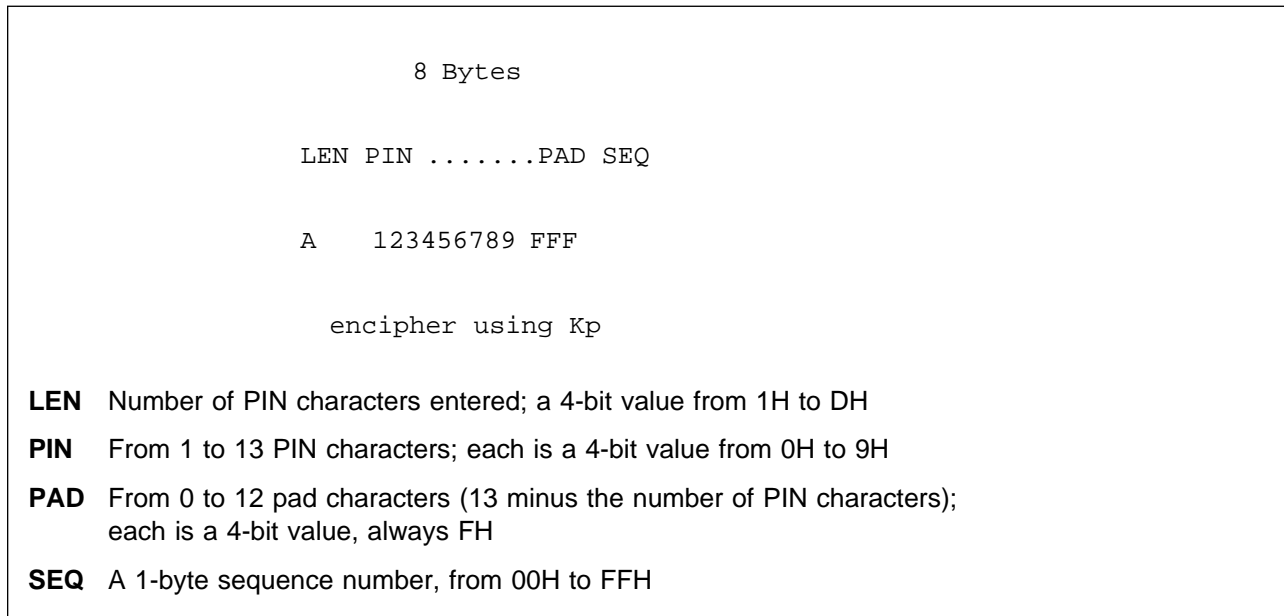 8 Bytes
LEN PIN .......PAD SEQ
A 123456789 FFF
encipher using Kp
LEN Number of PIN characters entered; a 4-bit value from 1H to DH
PIN From 1 to 13 PIN characters; each is a 4-bit value from 0H to 9H
PAD From 0 to 12 pad characters (13 minus the number of PIN characters);
each is a 4-bit value, always FH
SEQ A 1-byte sequence number, from 00H to FFH